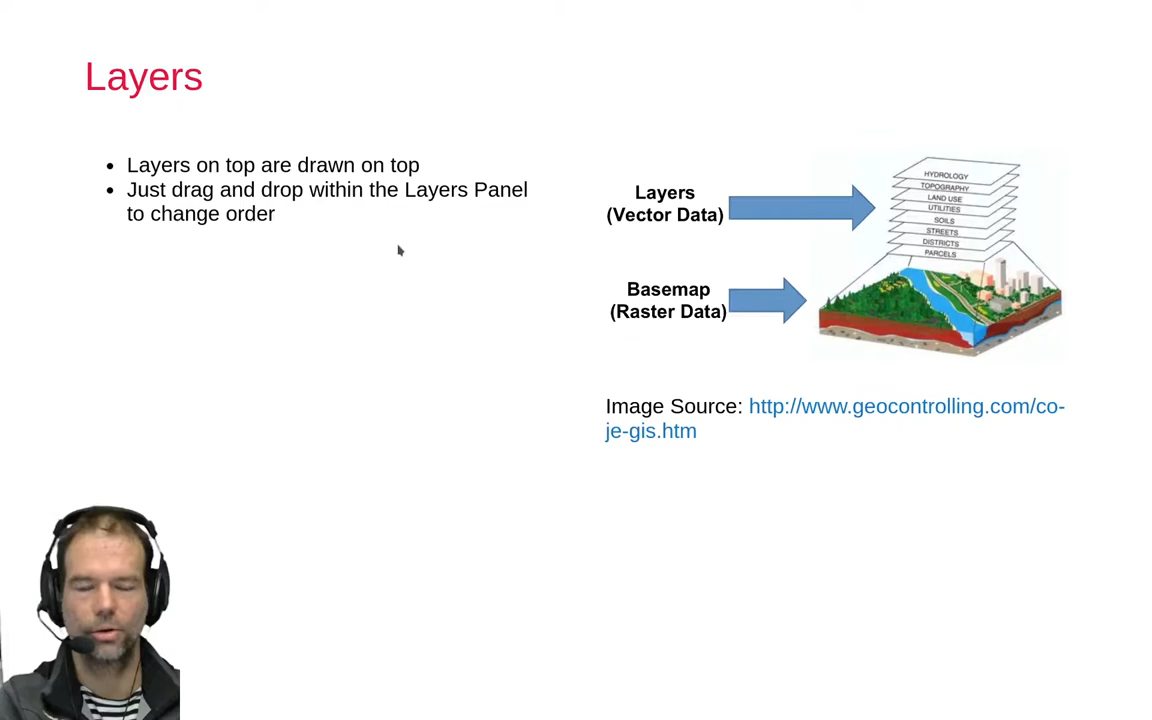 Layers
Layers on top are drawn on top
Just drag and drop within the Layers Panel
to change order
Layers
(Vector Data)
Basemap
(Raster Data)
HYDROLOGY
TOPOGRAPHY
LAND USE
UTILITIES
SOILS
STREETS
DISTRICTS
PARCELS
Image Source: http://www.geocontrolling.com/co-
je-gis.htm